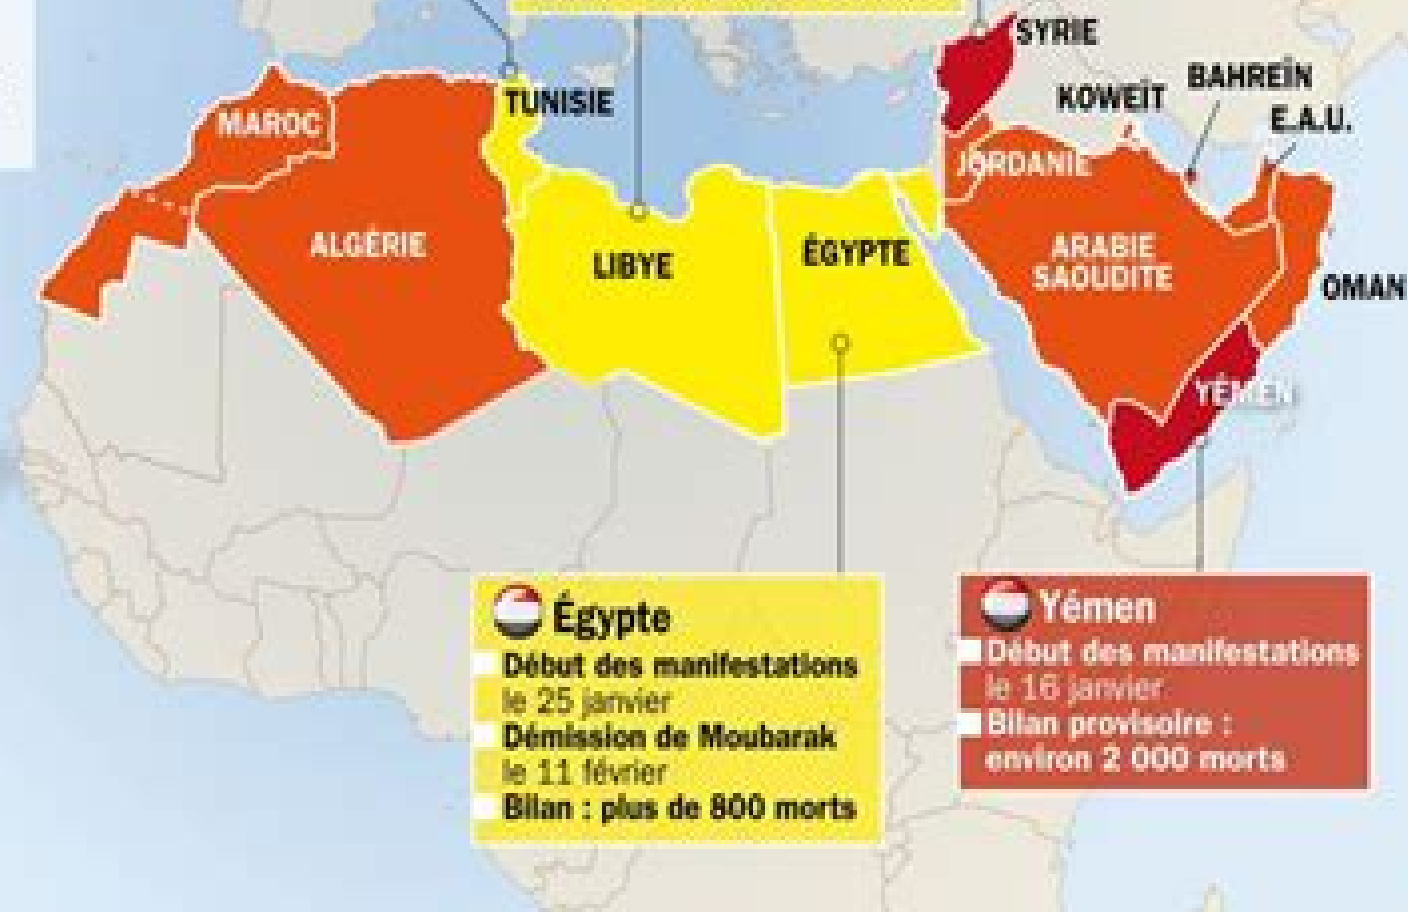 SYRIE
BAHREÏN
KOWEÏT
E.A.U.
TUNISIE
MAROC
JORDANIE
ALGÉRIE
LIBYE
ÉGYPTE
ARABIE
SAOUDITE
OMAN
YÉMEN
Égypte
Début des manifestations
le 25 janvier
Démission de Moubarak
le 11 février
Bilan : plus de 800 morts
Yémen
Début des manifestations
le 16 janvier
Bilan provisoire :
environ 2 000 morts